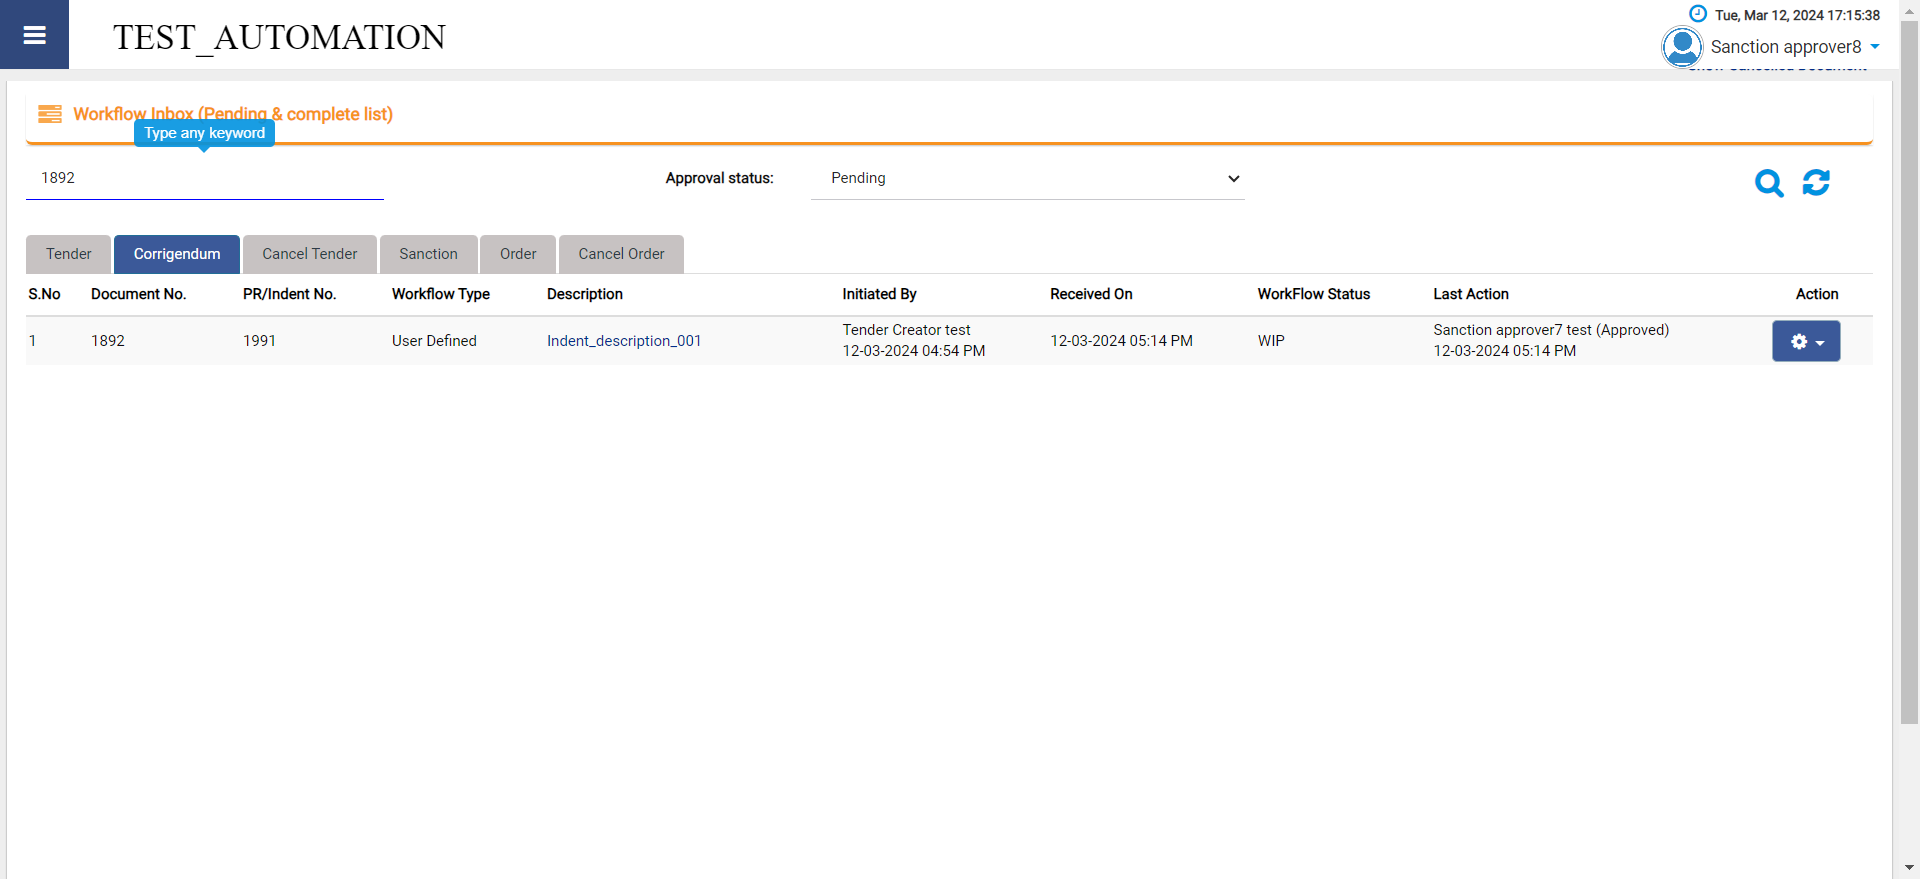 TEST_AUTOMATION
Tue, Mar 12, 2024 17:15:38
Sanction approver8
Show Cancelled Document
Workflow Inbox (Pending & complete list)
Type any keyword
1892 Approval status: Pending
Tender Corrigendum Cancel Tender Sanction Order Cancel Order
S.No Document No. PR/Indent No. Workflow Type Description Initiated By Received On WorkFlow Status Last Action Action
1 1892 1991 User Defined Indent_description_001 Tender Creator test 12-03-2024 05:14 PM WIP Sanction approver7 test (Approved)
12-03-2024 04:54 PM 12-03-2024 05:14 PM